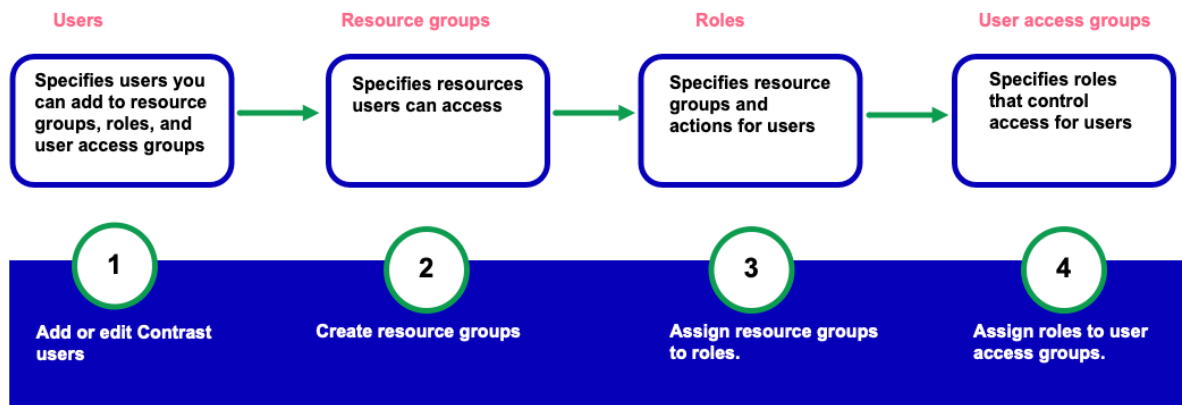 Users
Resource groups
Roles
User access groups
Specifies users you
can add to resource
groups, roles, and
user access groups
Specifies resources
users can access
Specifies resource
groups and
actions for users
Specifies roles
that control
access for users
1
2
3
4
Add or edit Contrast
users
Create resource groups
Assign resource groups
to roles.
Assign roles to user
access groups.